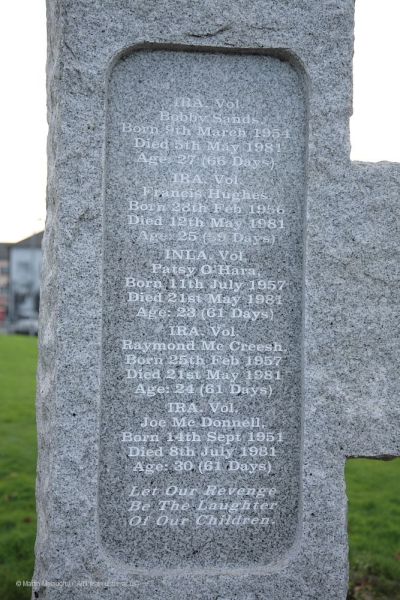 IRA. Vol.
Bobby Sands,
Born 9th March 1954
Died 5th May 1981
Age: 27 (66 Days)
IRA. Vol.
Francis Hughes,
Born 28th Feb 1956
Died 12th May 1981
Age: 25 (59 Days)
INLA. Vol.
Patsy O'Hara,
Born 11th July 1957
Died 21st May 1981
Age: 23 (61 Days)
IRA. Vol.
Raymond Mc Creesh,
Born 25th Feb 1957
Died 21st May 1981
Age: 24 (61 Days)
IRA. Vol.
Joe Mc Donnell,
Born 14th Sept 1951
Died 8th July 1981
Age: 30 (61 Days)
Let Our Revenge
Be The Laughter
Of Our Children.
© Martin